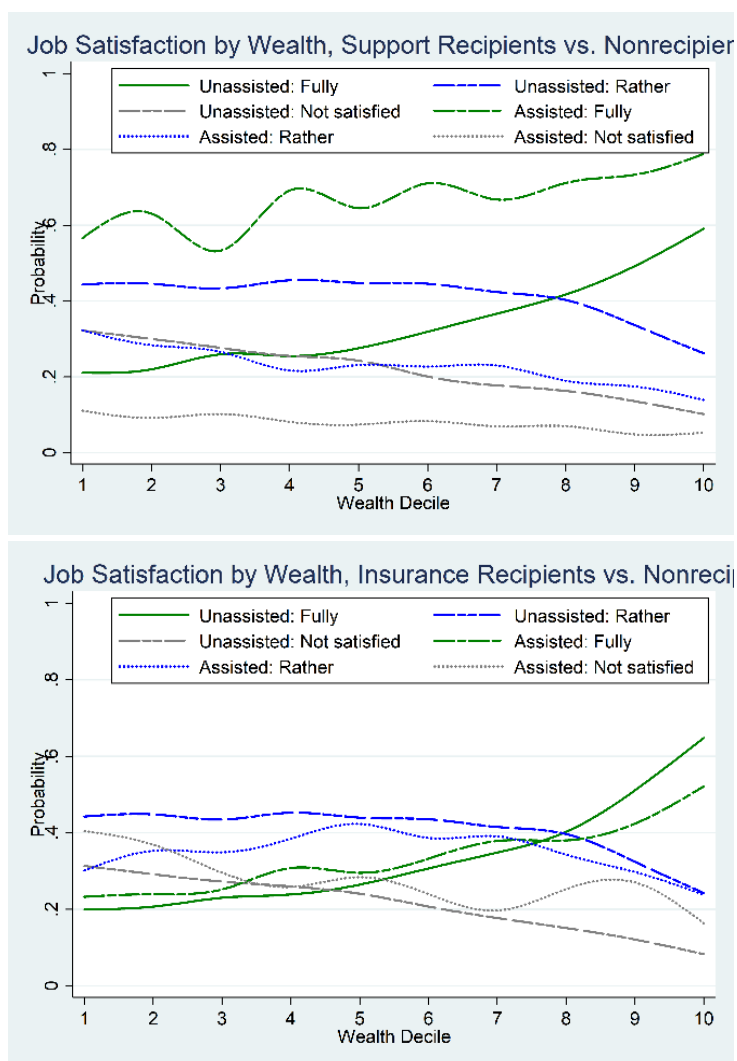 Job Satisfaction by Wealth, Support Recipients vs.
Unassisted: Fully Unassisted: Rather
Unassisted: Not satisfied Assisted: Fully
Assisted: Rather Assisted: Not satisfied
Probability
0 .2 .4 .6 .8 1
1 2 3 4 5 6 7 8 9 10
Wealth Decile
Job Satisfaction by Wealth, Insurance Recipients vs.
Unassisted: Fully Unassisted: Rather
Unassisted: Not satisfied Assisted: Fully
Assisted: Rather Assisted: Not satisfied
Probability
0 .2 .4 .6 .8 1
1 2 3 4 5 6 7 8 9 10
Wealth Decile